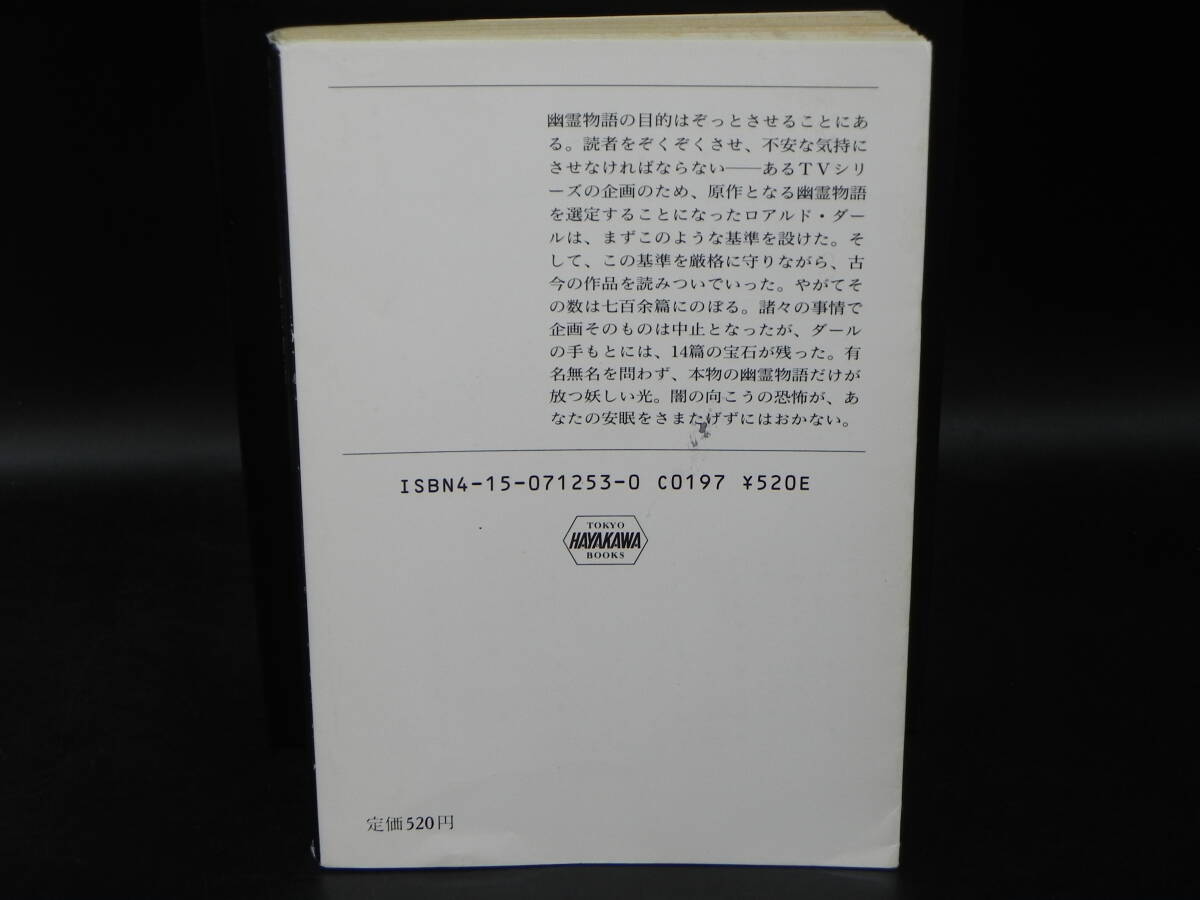 幽霊物語の目的はぞっとさせることにあ
る。読者をぞくぞくさせ、不安な気持に
させなければならない──あるTVシリ
ーズの企画のため、原作となる幽霊物語
を選定することになったロアルド・ダー
ルは、まずこのような基準を設けた。そ
して、この基準を厳格に守りながら、古
今の作品を読みついでいった。やがてそ
の数は七百余篇にのぼる。諸々の事情で
企画そのものは中止となったが、ダール
の手もとには、14篇の宝石が残った。有
名無名を問わず、本物の幽霊物語だけが
放つ妖しい光。闇の向こうの恐怖が、あ
なたの安眠をさまたげずにはおかない。
ISBN4-15-071253-0 C0197 ¥520E
TOKYO
HAYAKAWA
BOOKS
定価520円